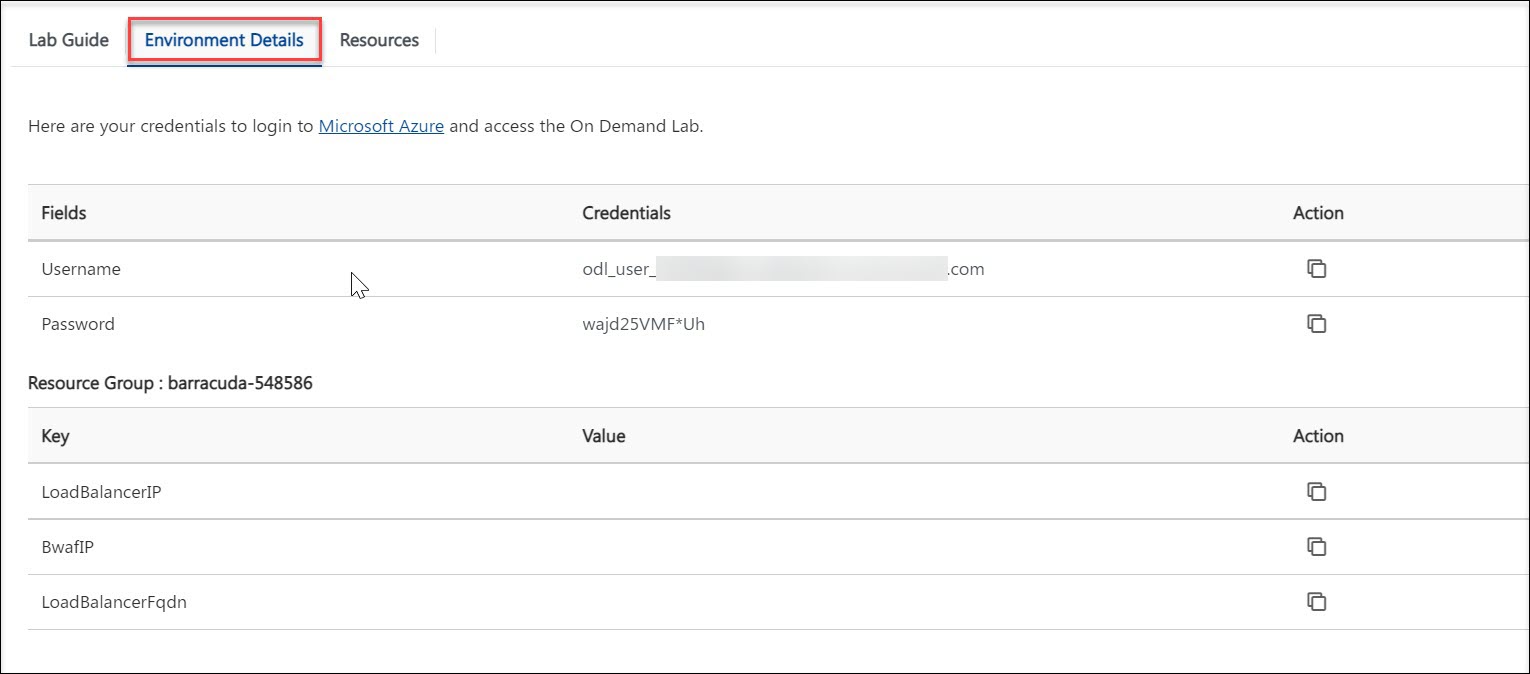 Lab Guide Environment Details Resources
Here are your credentials to login to Microsoft Azure and access the On Demand Lab.
Fields Credentials Action
Username odl_user_ .com
Password wajd25VMF*Uh
Resource Group : barracuda-548586
Key Value Action
LoadBalancerIP
BwafIP
LoadBalancerFqdn